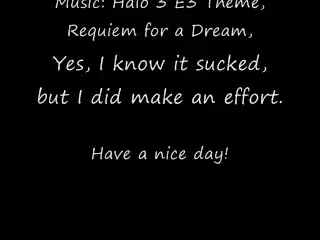 Music: Halo 3 E3 Theme,
Requiem for a Dream,
Yes, I know it sucked,
but I did make an effort.
Have a nice day!